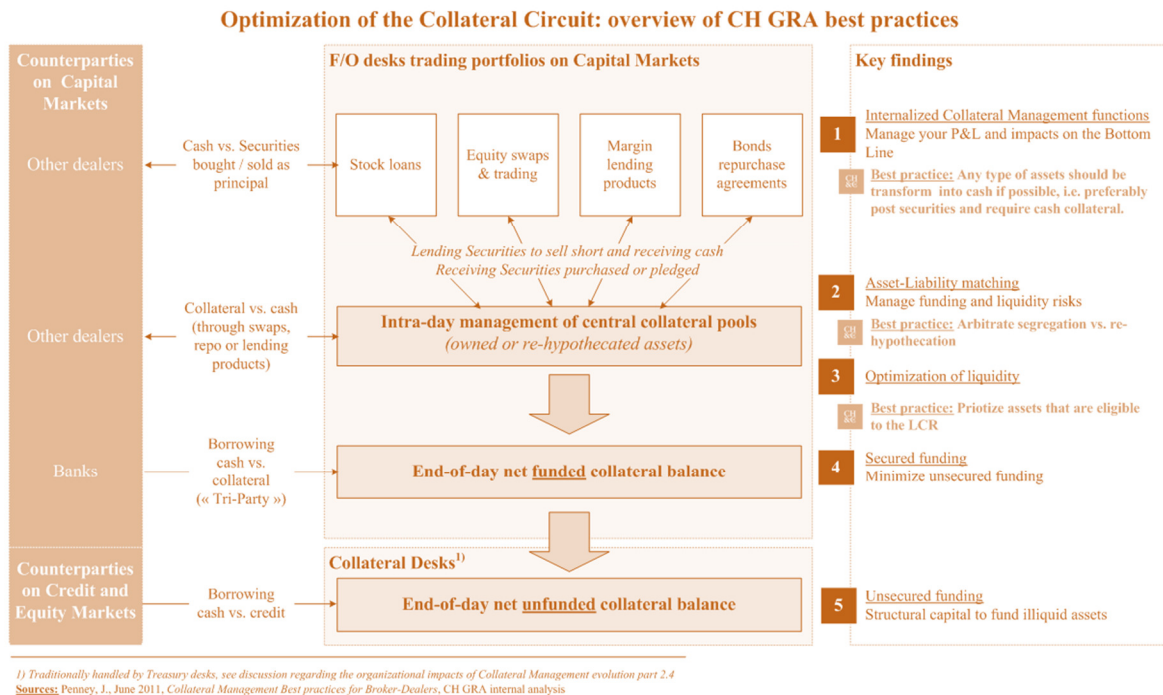 Optimization of the Collateral Circuit: overview of CH GRA best practices
Counterparties
on Capital
Markets
Other dealers
Other dealers
Banks
Counterparties
on Credit and
Equity Markets
Cash vs. Securities
bought / sold as
principal
Collateral vs. cash
(through swaps,
repo or lending
products)
Borrowing
cash vs.
collateral
(« Tri-Party »)
Borrowing
cash vs. credit
F/O desks trading portfolios on Capital Markets
Stock loans
Equity swaps
& trading
Margin
lending
products
Bonds
repurchase
agreements
Lending Securities to sell short and receiving cash
Receiving Securities purchased or pledged
Intra-day management of central collateral pools
(owned or re-hypothecated assets)
End-of-day net funded collateral balance
Collateral Desks1)
End-of-day net unfunded collateral balance
Key findings
1
Internalized Collateral Management functions
Manage your P&L and impacts on the Bottom
Line
Best practice: Any type of assets should be
transform into cash if possible, i.e. preferably
post securities and require cash collateral.
2
Asset-Liability matching
Manage funding and liquidity risks
Best practice: Arbitrate segregation vs. re-
hypothecation
3
Optimization of liquidity
Best practice: Priotize assets that are eligible
to the LCR
4
Secured funding
Minimize unsecured funding
5
Unsecured funding
Structural capital to fund illiquid assets
1) Traditionally handled by Treasury desks, see discussion regarding the organizational impacts of Collateral Management evolution part 2.4
Sources: Penney, J., June 2011, Collateral Management Best practices for Broker-Dealers, CH GRA internal analysis